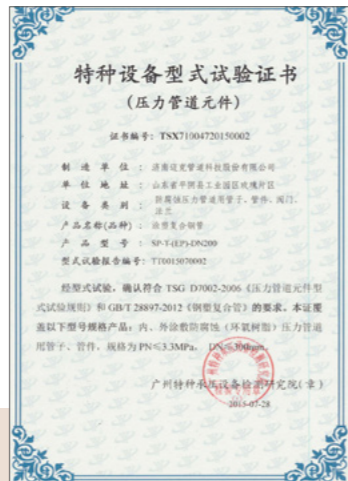 特种设备型式试验证书
(压力管道元件)
证书编号：TSX71004720150002
制造单位：济南迈克管道科技股份有限公司
单位地址：山东省平阴县工业园区玫瑰片区
设备类别：防腐蚀压力管道用管子、管件、阀门、
法兰
产品名称(品种)：涂塑复合钢管
产品型号：SP-T-(EP)-DN200
型式试验报告编号：TT0015070002
经型式试验，确认符合 TSG D7002-2006《压力管道元件型
式试验规则》和 GB/T 28897-2012《钢塑复合管》的要求。本证覆
盖以下型号规格产品：内、外涂敷防腐蚀（环氧树脂）压力管道
用管子、管件，规格为 PN≤3.3MPa， DN≤300mm。
广州特种承压设备检测研究院(章)
2015-07-28